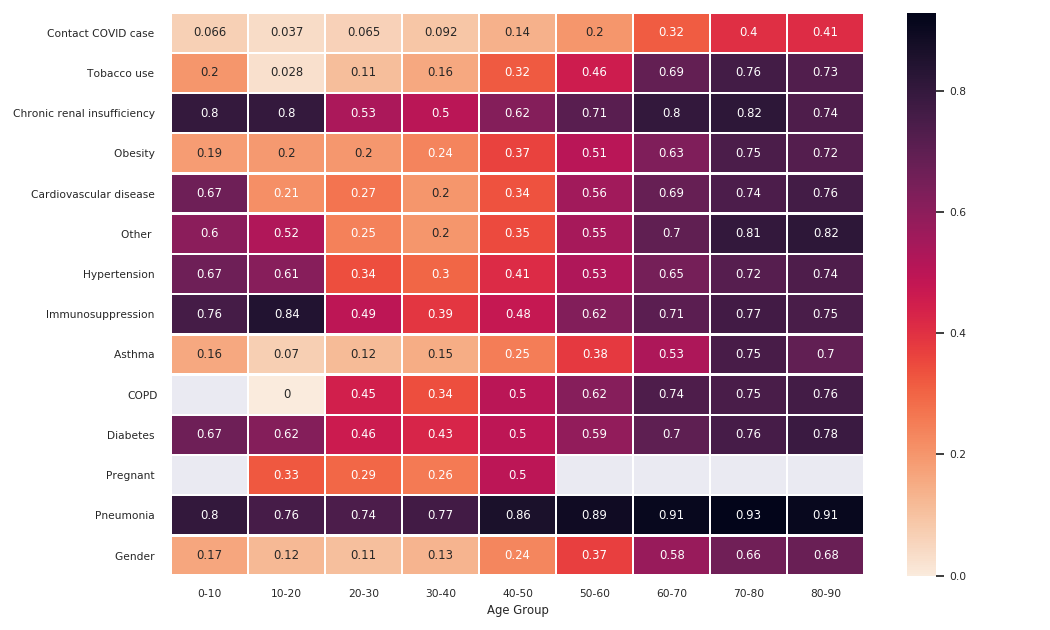 Contact COVID case 0.066 0.037 0.065 0.092 0.14 0.2 0.32 0.4 0.41
Tobacco use 0.2 0.028 0.11 0.16 0.32 0.46 0.69 0.76 0.73
Chronic renal insufficiency 0.8 0.8 0.53 0.5 0.62 0.71 0.8 0.82 0.74
Obesity 0.19 0.2 0.2 0.24 0.37 0.51 0.63 0.75 0.72
Cardiovascular disease 0.67 0.21 0.27 0.2 0.34 0.56 0.69 0.74 0.76
Other 0.6 0.52 0.25 0.2 0.35 0.55 0.7 0.81 0.82
Hypertension 0.67 0.61 0.34 0.3 0.41 0.53 0.65 0.72 0.74
Immunosuppression 0.76 0.84 0.49 0.39 0.48 0.62 0.71 0.77 0.75
Asthma 0.16 0.07 0.12 0.15 0.25 0.38 0.53 0.75 0.7
COPD 0 0.45 0.34 0.5 0.62 0.74 0.75 0.76
Diabetes 0.67 0.62 0.46 0.43 0.5 0.59 0.7 0.76 0.78
Pregnant 0.33 0.29 0.26 0.5
Pneumonia 0.8 0.76 0.74 0.77 0.86 0.89 0.91 0.93 0.91
Gender 0.17 0.12 0.11 0.13 0.24 0.37 0.58 0.66 0.68
0-10 10-20 20-30 30-40 40-50 50-60 60-70 70-80 80-90
Age Group
0.8
0.6
0.4
0.2
0.0